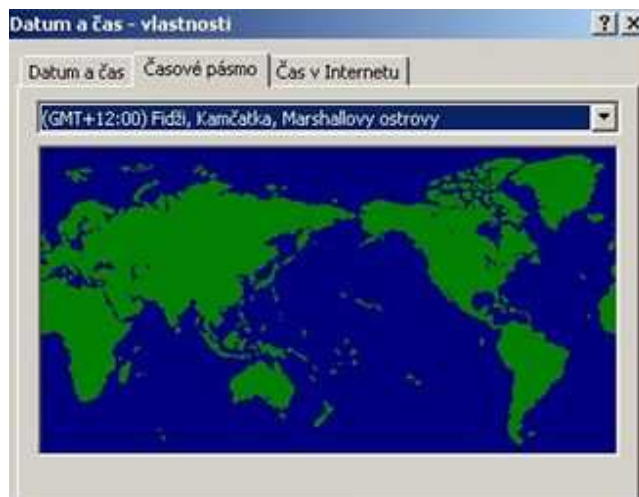 Datum a čas - vlastnosti
Datum a čas Časové pásmo Čas v Internetu
(GMT+12:00) Fidži, Kamčatka, Marshallovy ostrovy